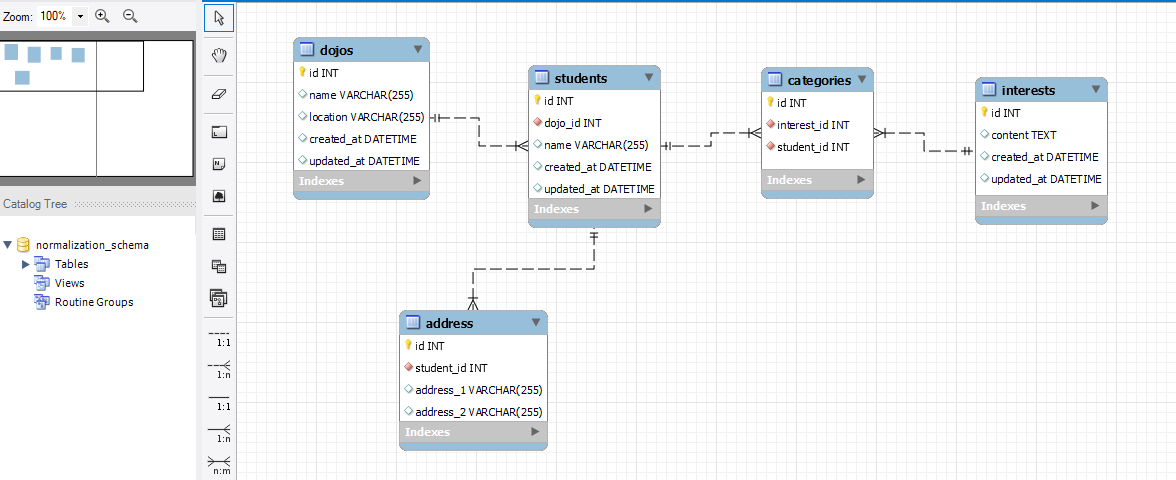 Zoom: 100%
Catalog Tree
normalization_schema
Tables
Views
Routine Groups
1:1
1:n
1:1
1:n
n:m
dojos
id INT
name VARCHAR(255)
location VARCHAR(255)
created_at DATETIME
updated_at DATETIME
Indexes
students
id INT
dojo_id INT
name VARCHAR(255)
created_at DATETIME
updated_at DATETIME
Indexes
categories
id INT
interest_id INT
student_id INT
Indexes
interests
id INT
content TEXT
created_at DATETIME
updated_at DATETIME
Indexes
address
id INT
student_id INT
address_1 VARCHAR(255)
address_2 VARCHAR(255)
Indexes